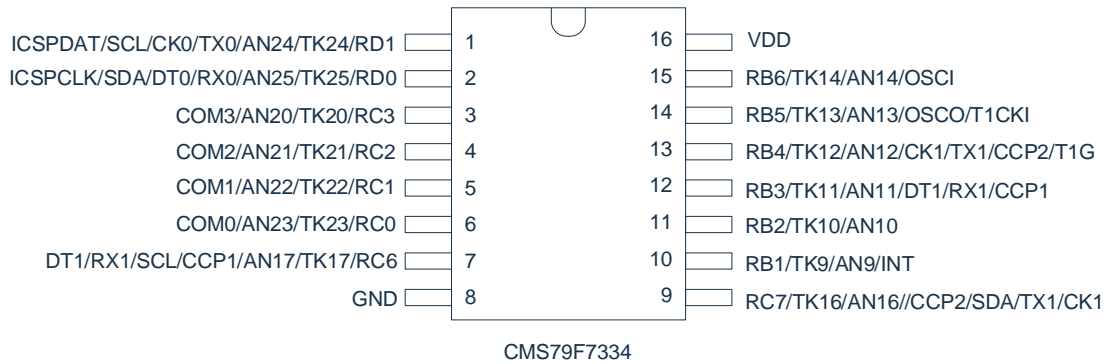 ICSPDAT/SCL/CK0/TX0/AN24/TK24/RD1 1 16 VDD
ICSPCLK/SDA/DT0/RX0/AN25/TK25/RD0 2 15 RB6/TK14/AN14/OSCI
COM3/AN20/TK20/RC3 3 14 RB5/TK13/AN13/OSCO/T1CKI
COM2/AN21/TK21/RC2 4 13 RB4/TK12/AN12/CK1/TX1/CCP2/T1G
COM1/AN22/TK22/RC1 5 12 RB3/TK11/AN11/DT1/RX1/CCP1
COM0/AN23/TK23/RC0 6 11 RB2/TK10/AN10
DT1/RX1/SCL/CCP1/AN17/TK17/RC6 7 10 RB1/TK9/AN9/INT
GND 8 9 RC7/TK16/AN16//CCP2/SDA/TX1/CK1
CMS79F7334